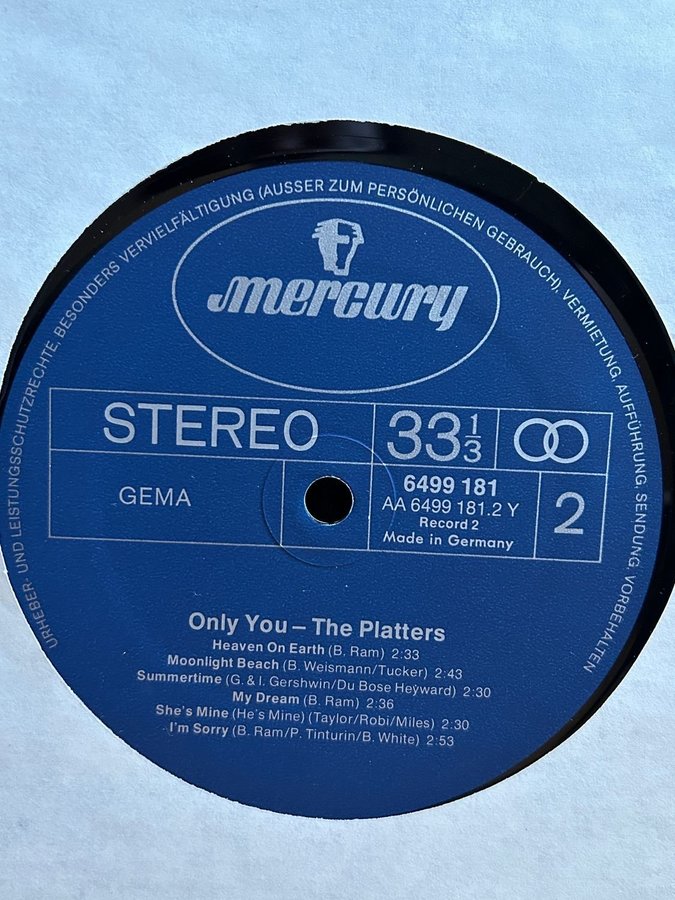 URHEBER- UND LEISTUNGSSCHUTZRECHTE, BESONDERS VERVIELFÄLTIGUNG (AUSSER ZUM PERSÖNLICHEN GEBRAUCH), VERMIETUNG, AUFFÜHRUNG, SENDUNG, VORBEHALTEN
mercury
STEREO 33 1/3
GEMA
6499 181
AA 6499 181.2 Y
Record 2
Made in Germany
2
Only You – The Platters
Heaven On Earth (B. Ram) 2:33
Moonlight Beach (B. Weismann/Tucker) 2:43
Summertime (G. & I. Gershwin/Du Bose Heyward) 2:30
My Dream (B. Ram) 2:36
She's Mine (He's Mine) (Taylor/Robi/Miles) 2:30
I'm Sorry (B. Ram/P. Tinturin/B. White) 2:53